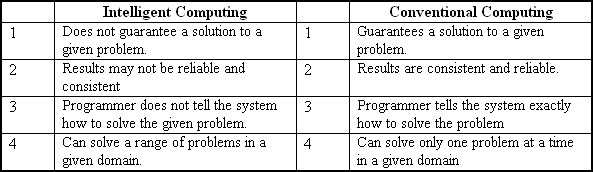 Intelligent Computing Conventional Computing
1 Does not guarantee a solution to a 1 Guarantees a solution to a given
given problem. problem.
2 Results may not be reliable and 2 Results are consistent and reliable.
consistent
3 Programmer does not tell the system 3 Programmer tells the system exactly
how to solve the given problem. how to solve the problem
4 Can solve a range of problems in a 4 Can solve only one problem at a time
given domain. in a given domain